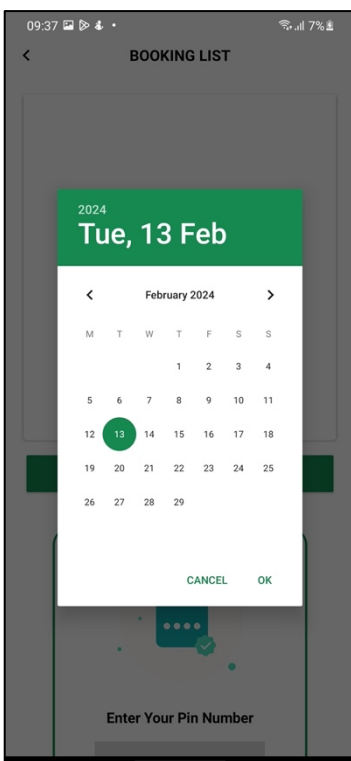 09:37 7%
BOOKING LIST
2024
Tue, 13 Feb
February 2024
M T W T F S S
1 2 3 4
5 6 7 8 9 10 11
12 13 14 15 16 17 18
19 20 21 22 23 24 25
26 27 28 29
CANCEL OK
Enter Your Pin Number